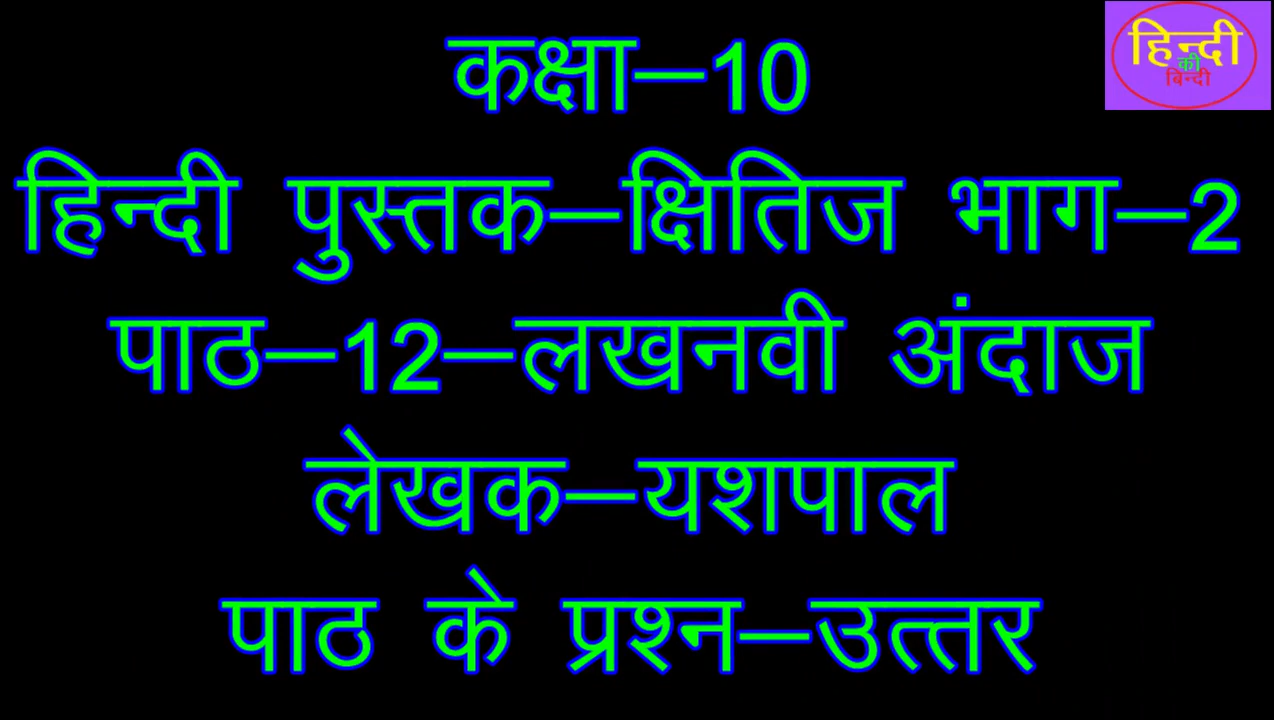 कक्षा–10
हिन्दी पुस्तक–क्षितिज भाग–2
पाठ–12–लखनवी अंदाज
लेखक–यशपाल
पाठ के प्रश्न–उत्तर
हिन्दी
की
बिन्दी